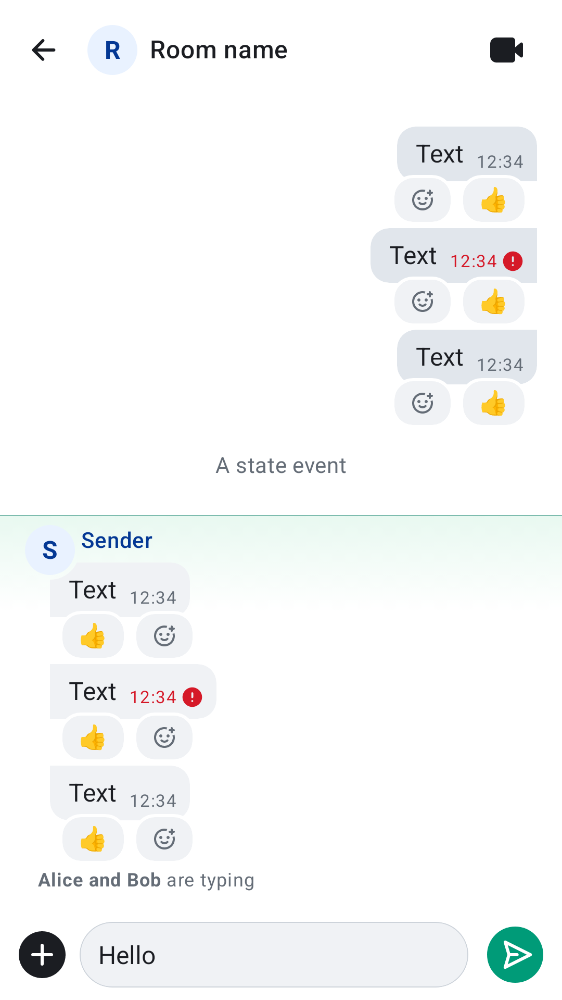 R Room name
Text 12:34
👍
Text 12:34
👍
Text 12:34
👍
A state event
S Sender
Text 12:34
👍
Text 12:34
👍
Text 12:34
👍
Alice and Bob are typing
Hello